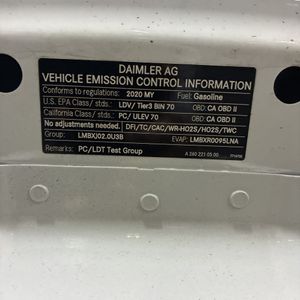 DAIMLER AG
VEHICLE EMISSION CONTROL INFORMATION
Conforms to regulations: 2020 MY Fuel: Gasoline
U.S. EPA Class/ stds.: LDV/ Tier3 BIN 70 OBD: CA OBD II
California Class/ stds.: PC/ ULEV 70 OBD: CA OBD II
No adjustments needed. DFI/TC/CAC/WR-HO2S/HO2S/TWC
Group: LMBXJ02.0U3B EVAP: LMBXR0095LNA
Remarks: PC/LDT Test Group
A 260 221 05 00